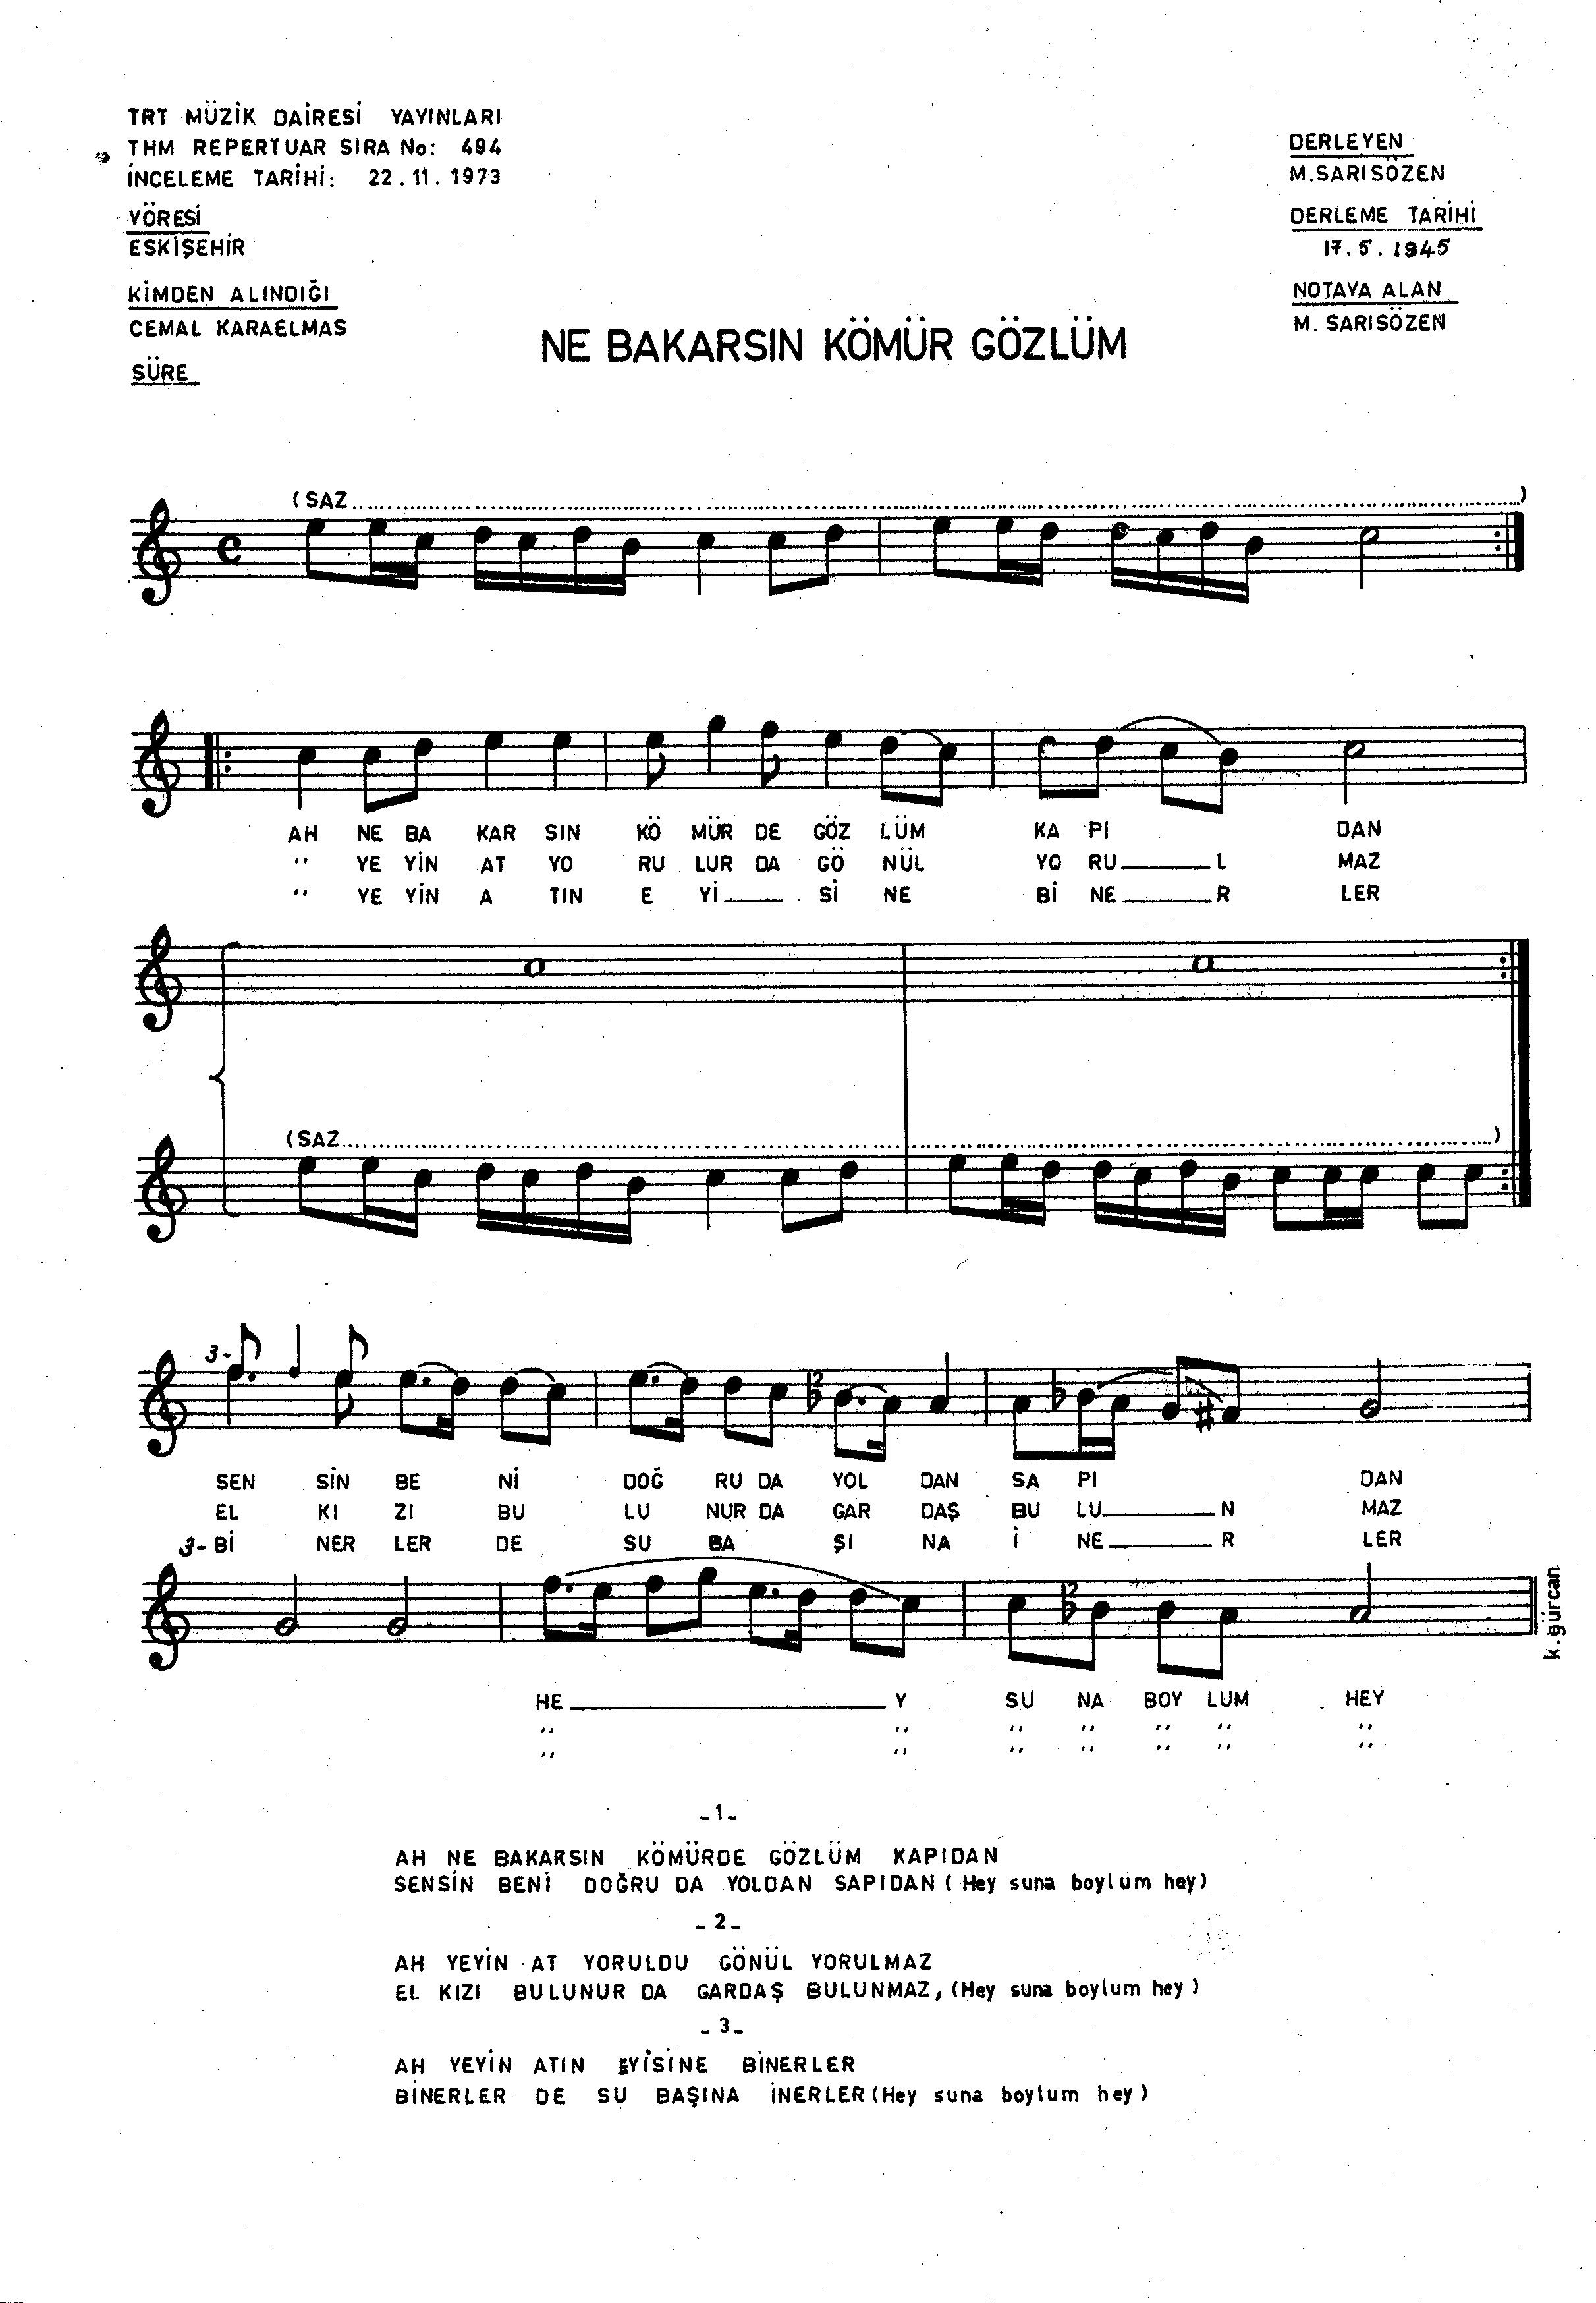 TRT MÜZİK DAİRESİ YAYINLARI
THM REPERTUAR SIRA No: 494
İNCELEME TARİHİ: 22.11.1973
YÖRESİ
ESKİŞEHİR
KİMDEN ALINDIĞI
CEMAL KARAELMAS
SÜRE
DERLEYEN
M.SARISÖZEN
DERLEME TARİHİ
17.5.1945
NOTAYA ALAN
M. SARISÖZEN
NE BAKARSIN KÖMÜR GÖZLÜM
(SAZ..........)
AH NE BA KAR SIN KÖ MÜR DE GÖZ LÜM KA PI DAN
" YE YİN AT YO RU LUR DA GÖ NÜL YO RU____L MAZ
" YE YİN A TIN E Yİ___ Sİ NE Bİ NE____R LER
(SAZ..........)
3-
SEN SİN BE Nİ DOĞ RU DA YOL DAN SA PI DAN
EL KI ZI BU LU NUR DA GAR DAŞ BU LU____N MAZ
3- Bİ NER LER DE SU BA ŞI NA İ NE____R LER
k.gürcan
HE____________Y SU NA BOY LUM HEY
" " " " " " "
" " " " " " "
-1-
AH NE BAKARSIN KÖMÜRDE GÖZLÜM KAPIDAN
SENSİN BENİ DOĞRU DA YOLDAN SAPIDAN (Hey suna boylum hey)
-2-
AH YEYİN AT YORULDU GÖNÜL YORULMAZ
EL KIZI BULUNUR DA GARDAŞ BULUNMAZ, (Hey suna boylum hey)
-3-
AH YEYİN ATIN EYİSİNE BİNERLER
BİNERLER DE SU BAŞINA İNERLER (Hey suna boylum hey)